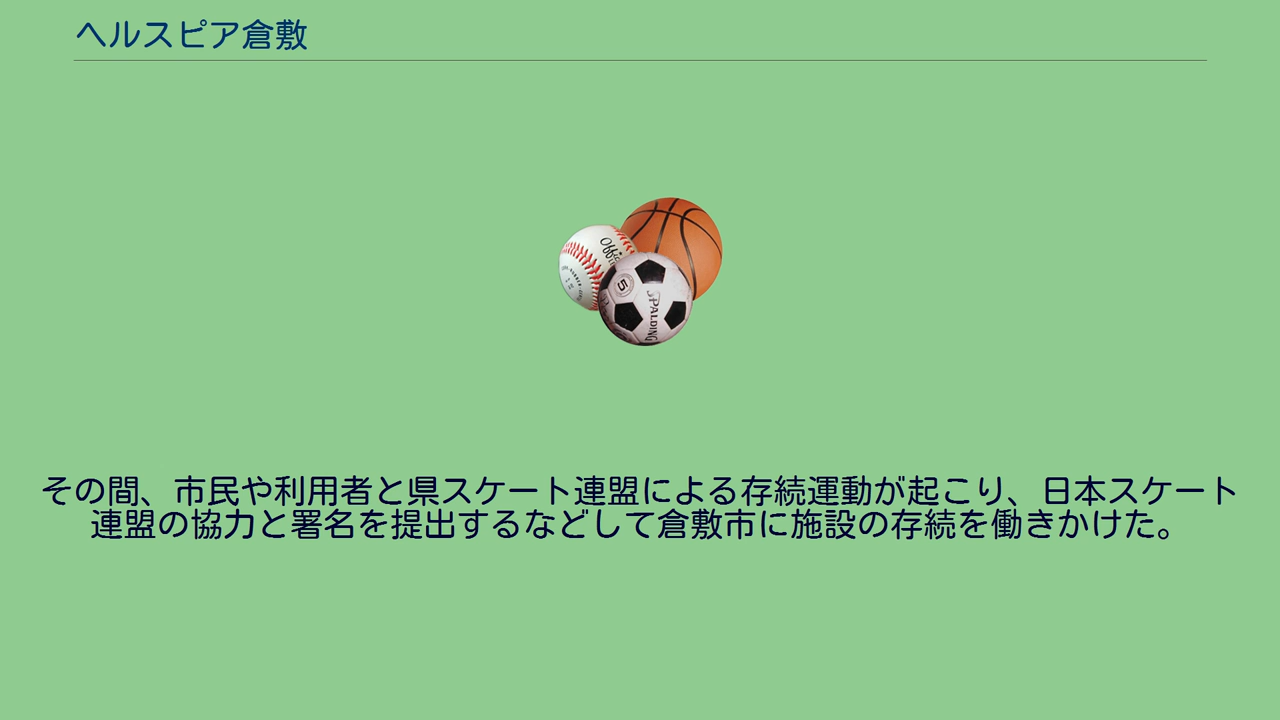 ヘルスピア倉敷
Offici
5
SPALDING
その間、市民や利用者と県スケート連盟による存続運動が起こり、日本スケート
連盟の協力と署名を提出するなどして倉敷市に施設の存続を働きかけた。